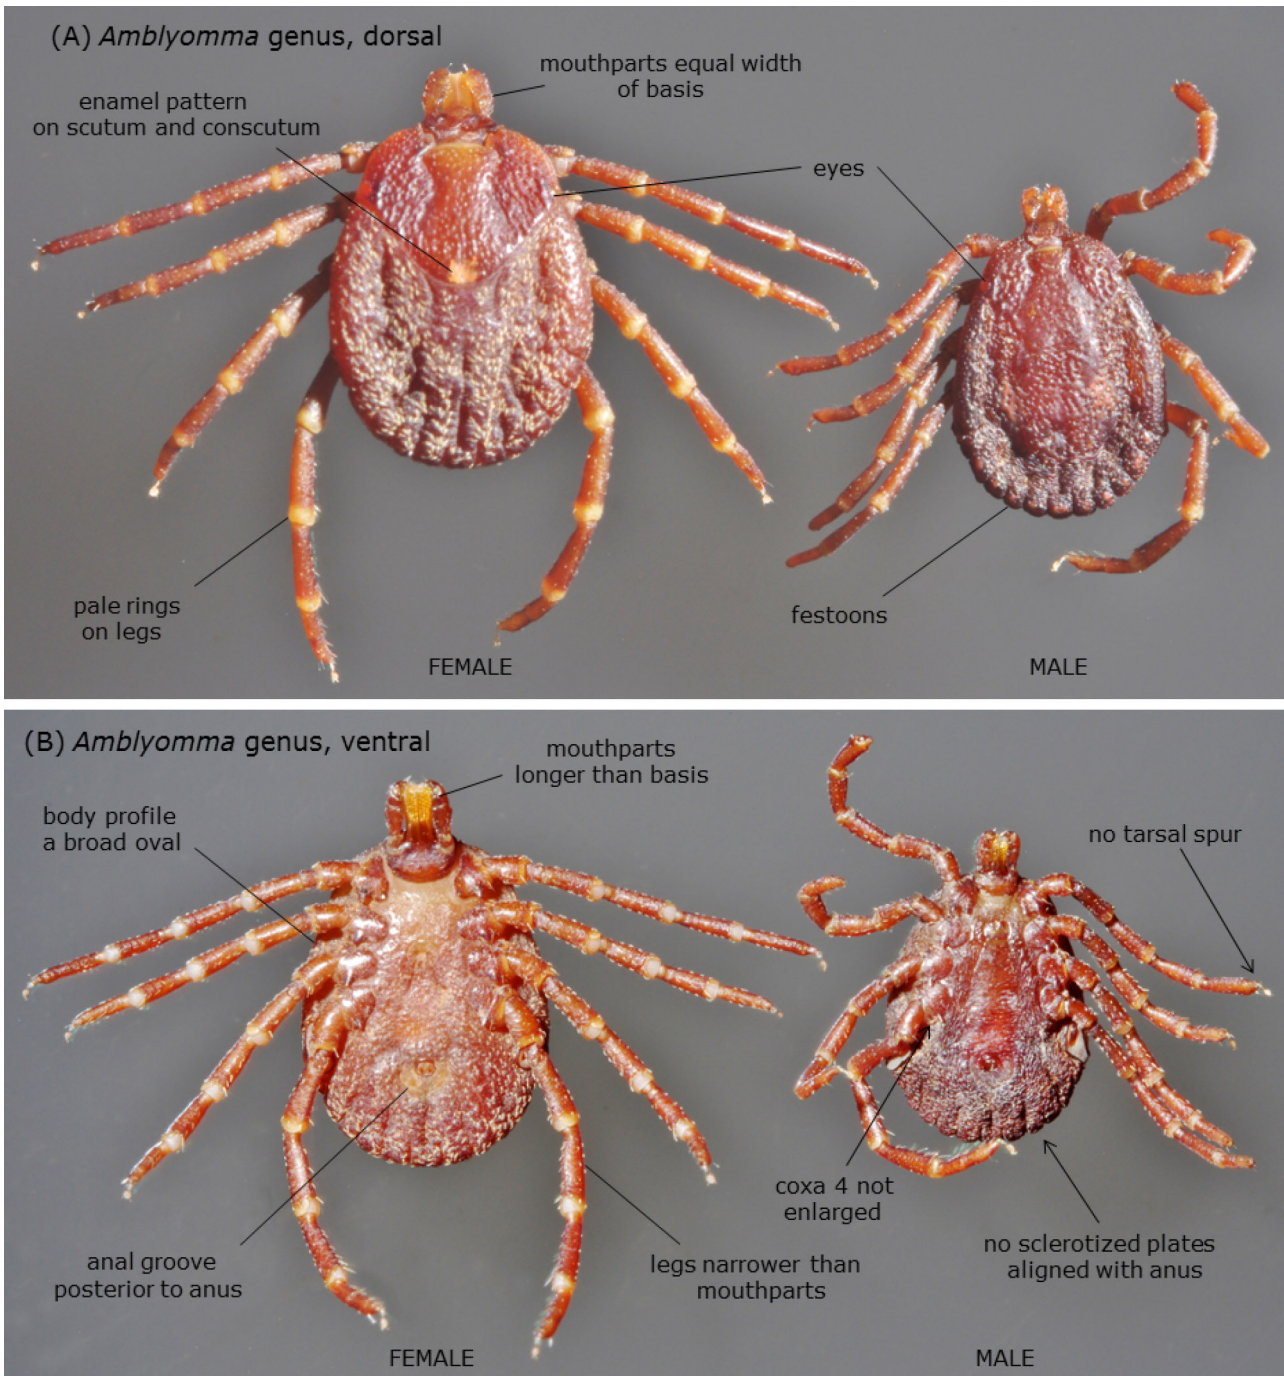 (A) Amblyomma genus, dorsal
mouthparts equal width
of basis
enamel pattern
on scutum and conscutum
eyes
pale rings
on legs
festoons
FEMALE
MALE
(B) Amblyomma genus, ventral
mouthparts
longer than basis
body profile
a broad oval
no tarsal spur
coxa 4 not
enlarged
anal groove
posterior to anus
legs narrower than
mouthparts
no sclerotized plates
aligned with anus
FEMALE
MALE